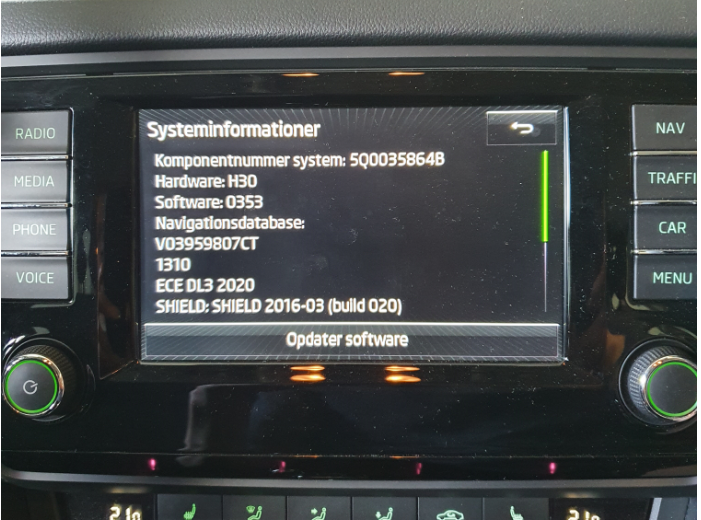 Systeminformationer
Komponentnummer system: 5Q0035864B
Hardware: H30
Software: 0353
Navigationsdatabase:
V03959807CT
1310
ECE DL3 2020
SHIELD: SHIELD 2016-03 (build 020)
Opdater software
RADIO
MEDIA
PHONE
VOICE
NAV
TRAFFI
CAR
MENU